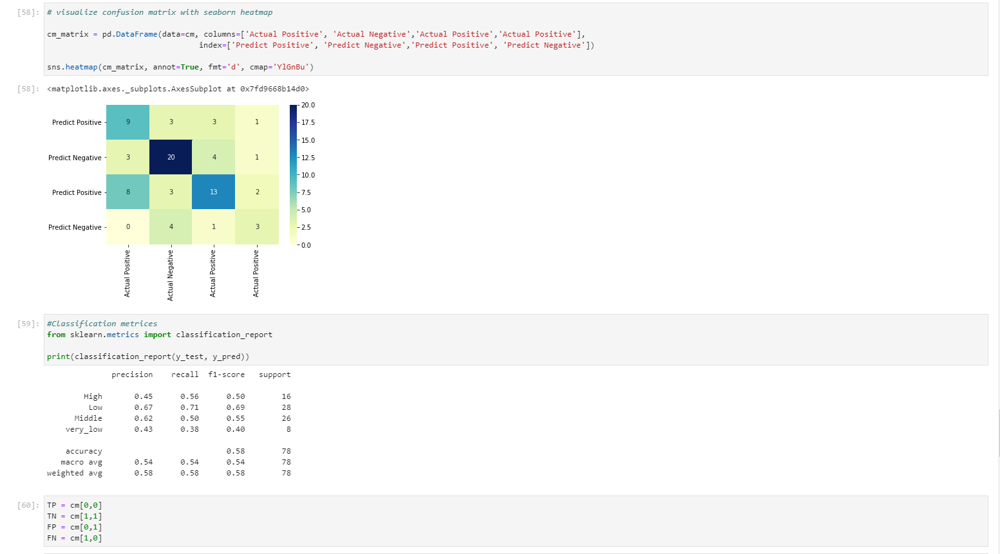 [58]: # visualize confusion matrix with seaborn heatmap
cm_matrix = pd.DataFrame(data=cm, columns=['Actual Positive', 'Actual Negative','Actual Positive','Actual Positive'],
index=['Predict Positive', 'Predict Negative','Predict Positive', 'Predict Negative'])
sns.heatmap(cm_matrix, annot=True, fmt='d', cmap='YlGnBu')
[58]: <matplotlib.axes._subplots.AxesSubplot at 0x7fd9668b14d0>
Predict Positive 9 3 3 1
Predict Negative 3 20 4 1
Predict Positive 8 3 13 2
Predict Negative 0 4 1 3
Actual Positive
Actual Negative
Actual Positive
Actual Positive
20.0
17.5
15.0
12.5
10.0
7.5
5.0
2.5
0.0
[59]: #Classification metrices
from sklearn.metrics import classification_report
print(classification_report(y_test, y_pred))
precision recall f1-score support
High 0.45 0.56 0.50 16
Low 0.67 0.71 0.69 28
Middle 0.62 0.50 0.55 26
very_low 0.43 0.38 0.40 8
accuracy 0.58 78
macro avg 0.54 0.54 0.54 78
weighted avg 0.58 0.58 0.58 78
[60]: TP = cm[0,0]
TN = cm[1,1]
FP = cm[0,1]
FN = cm[1,0]